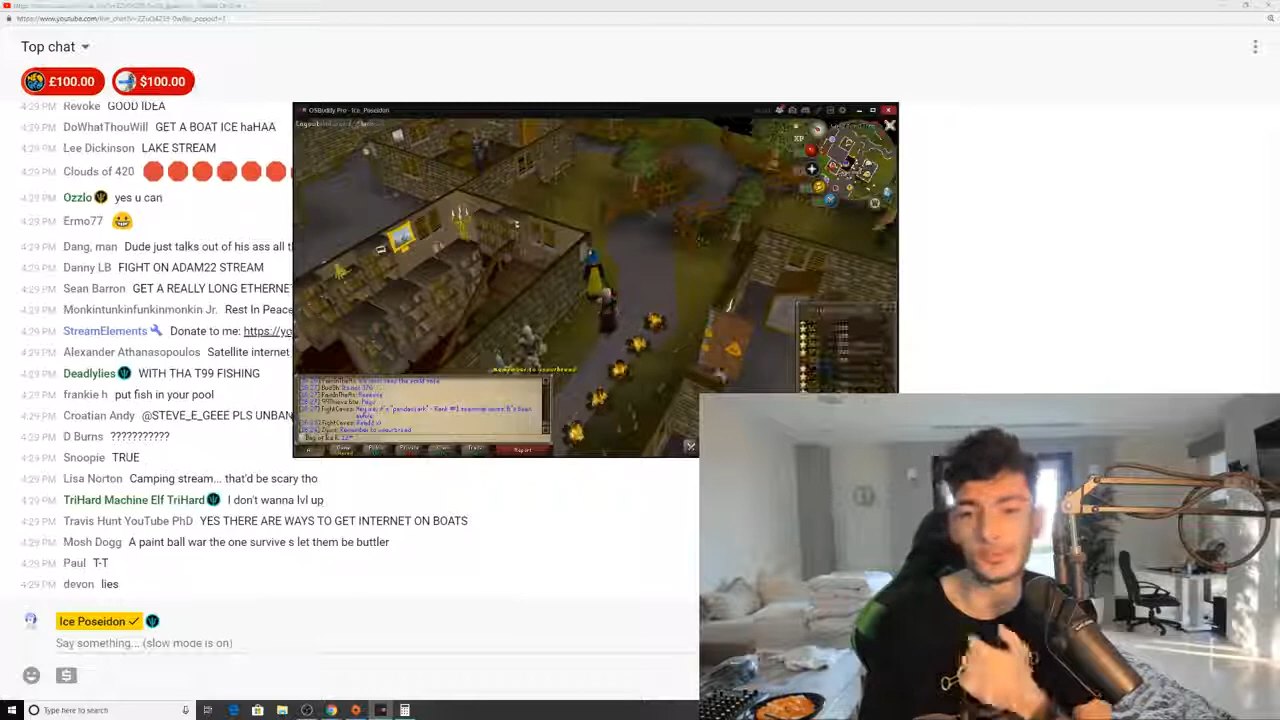 Top chat
£100.00
$100.00
4:29 PM Revoke GOOD IDEA
4:29 PM DoWhatThouWill GET A BOAT ICE haHAA
4:29 PM Lee Dickinson LAKE STREAM
4:29 PM Clouds of 420
4:29 PM Ozzlo yes u can
4:29 PM Ermo77
4:29 PM Dang, man Dude just talks out of his ass all
4:29 PM Danny LB FIGHT ON ADAM22 STREAM
4:29 PM Sean Barron GET A REALLY LONG ETHERNE
4:29 PM Monkintunkinfunkinmonkin Jr. Rest In Peace
4:29 PM StreamElements Donate to me: https://yo
4:29 PM Alexander Athanasopoulos Satellite internet
4:29 PM Deadlylies WITH THA T99 FISHING
4:29 PM frankie h put fish in your pool
4:29 PM Croatian Andy @STEVE_E_GEEE PLS UNBAN
4:29 PM D Burns ???????????
4:29 PM Snoopie TRUE
4:29 PM Lisa Norton Camping stream... that'd be scary tho
4:29 PM TriHard Machine Elf TriHard I don't wanna lvl up
4:29 PM Travis Hunt YouTube PhD YES THERE ARE WAYS TO GET INTERNET ON BOATS
4:29 PM Mosh Dogg A paint ball war the one survive s let them be buttler
4:29 PM Paul T-T
4:29 PM devon lies
Ice Poseidon
Say something... (slow mode is on)
OSBuddy Pro - Ice_Poseidon
XP
Report
Type here to search